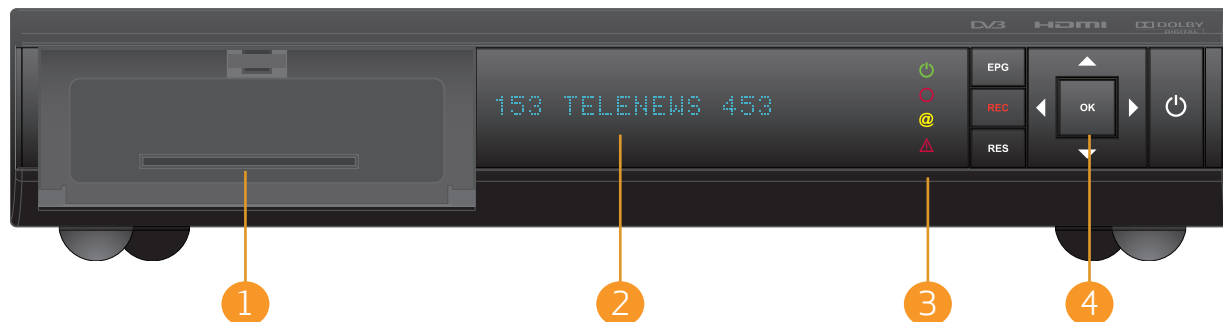 DVB HDMI DOLBY
DIGITAL
EPG
153 TELENEWS 453
REC OK
@
RES
1 2 3 4